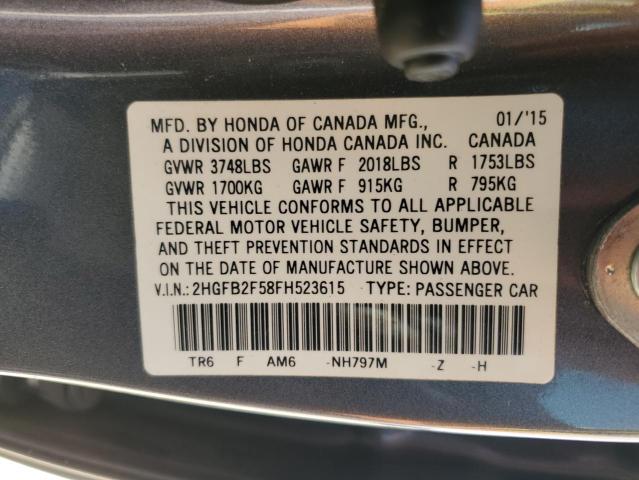 MFD. BY HONDA OF CANADA MFG., 01/'15
A DIVISION OF HONDA CANADA INC. CANADA
GVWR 3748LBS GAWR F 2018LBS R 1753LBS
GVWR 1700KG GAWR F 915KG R 795KG
THIS VEHICLE CONFORMS TO ALL APPLICABLE
FEDERAL MOTOR VEHICLE SAFETY, BUMPER,
AND THEFT PREVENTION STANDARDS IN EFFECT
ON THE DATE OF MANUFACTURE SHOWN ABOVE.
V.I.N.: 2HGFB2F58FH523615 TYPE: PASSENGER CAR
TR6 F AM6 -NH797M -Z -H